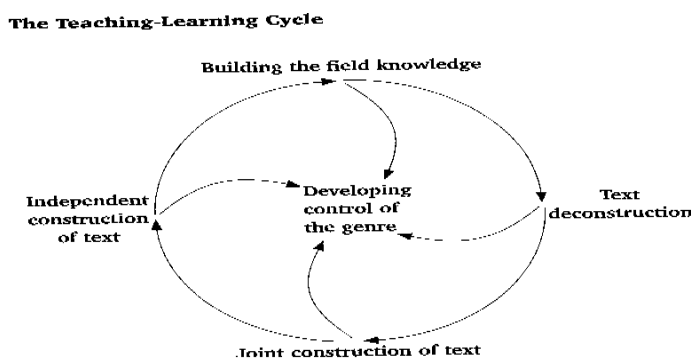 The Teaching-Learning Cycle
Building the field knowledge
Independent
construction
of text
Developing
control of
the genre
Text
deconstruction
Joint construction of text